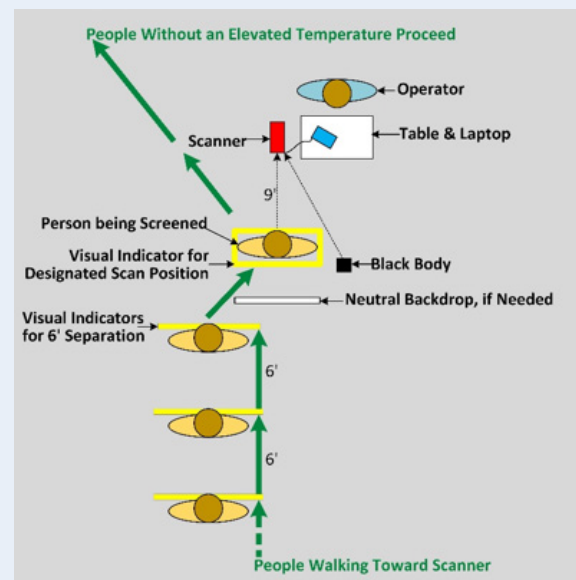 People Without an Elevated Temperature Proceed
Operator
Scanner
Table & Laptop
9'
Person being Screened
Visual Indicator for
Designated Scan Position
Black Body
Neutral Backdrop, if Needed
Visual Indicators
for 6' Separation
6'
6'
People Walking Toward Scanner